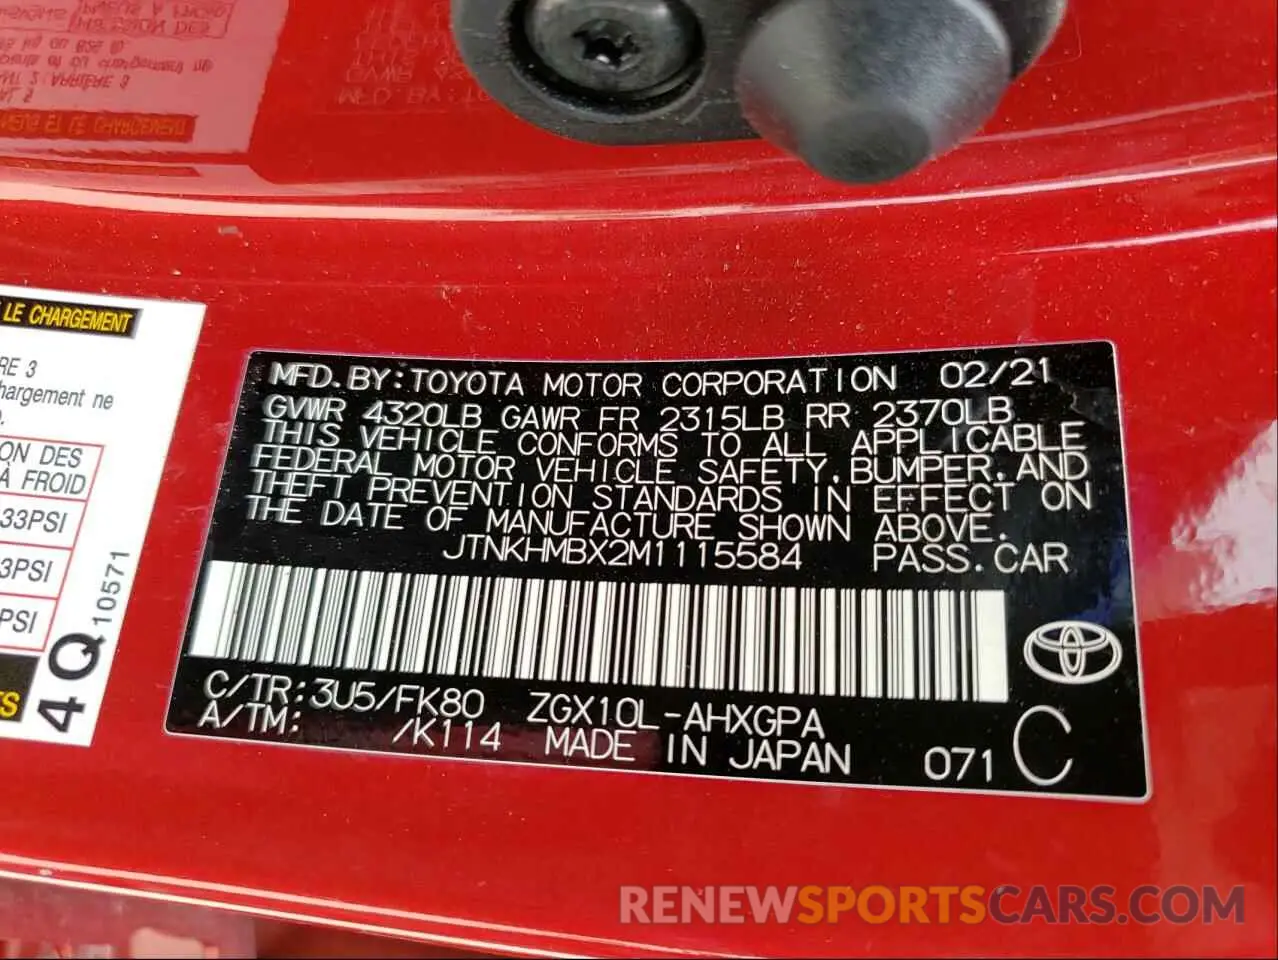 LE CHARGEMENT
RE 3
hargement ne
ON DES
À FROID
33PSI
3PSI
PSI
4Q 10571
MFD.BY:TOYOTA MOTOR CORPORATION 02/21
GVWR 4320LB GAWR FR 2315LB RR 2370LB
THIS VEHICLE CONFORMS TO ALL APPLICABLE
FEDERAL MOTOR VEHICLE SAFETY,BUMPER,AND
THEFT PREVENTION STANDARDS IN EFFECT ON
THE DATE OF MANUFACTURE SHOWN ABOVE.
JTNKHMBX2M1115584 PASS.CAR
C/TR:3U5/FK80 ZGX10L-AHXGPA
A/TM: /K114 MADE IN JAPAN 071 C
RENEWSPORTSCARS.COM